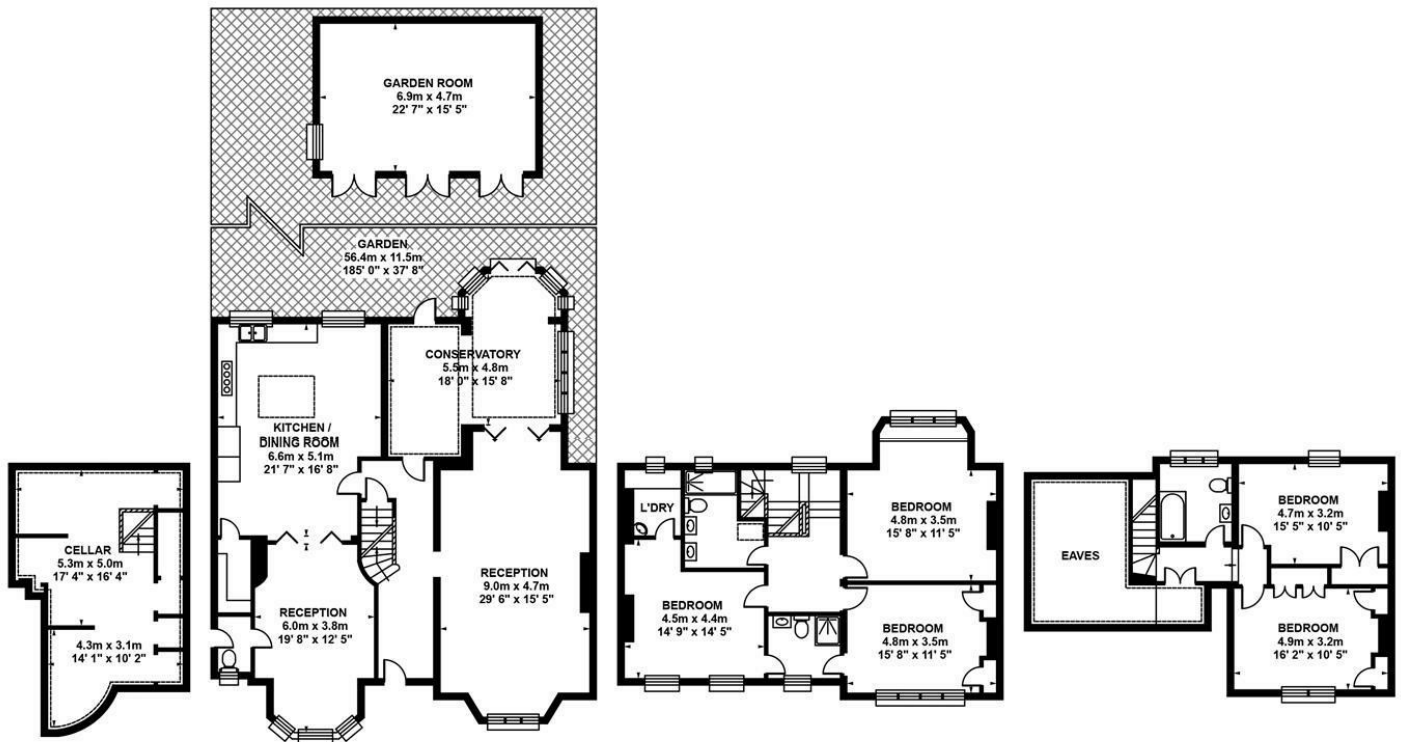 GARDEN ROOM
6.9m x 4.7m
22' 7" x 15' 5"
GARDEN
56.4m x 11.5m
185' 0" x 37' 8"
CONSERVATORY
5.5m x 4.8m
18' 0" x 15' 8"
KITCHEN /
DINING ROOM
6.6m x 5.1m
21' 7" x 16' 8"
CELLAR
5.3m x 5.0m
17' 4" x 16' 4"
4.3m x 3.1m
14' 1" x 10' 2"
RECEPTION
6.0m x 3.8m
19' 8" x 12' 5"
RECEPTION
9.0m x 4.7m
29' 6" x 15' 5"
L'DRY
BEDROOM
4.5m x 4.4m
14' 9" x 14' 5"
BEDROOM
4.8m x 3.5m
15' 8" x 11' 5"
BEDROOM
4.8m x 3.5m
15' 8" x 11' 5"
EAVES
BEDROOM
4.7m x 3.2m
15' 5" x 10' 5"
BEDROOM
4.9m x 3.2m
16' 2" x 10' 5"